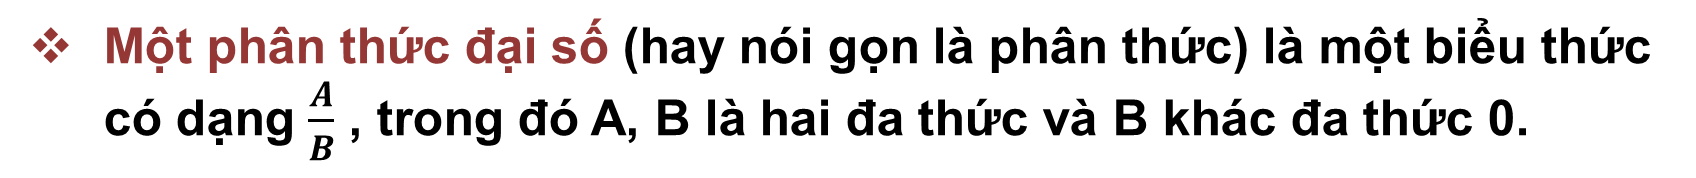 ❖ Một phân thức đại số (hay nói gọn là phân thức) là một biểu thức
có dạng $\frac{A}{B}$ , trong đó A, B là hai đa thức và B khác đa thức 0.